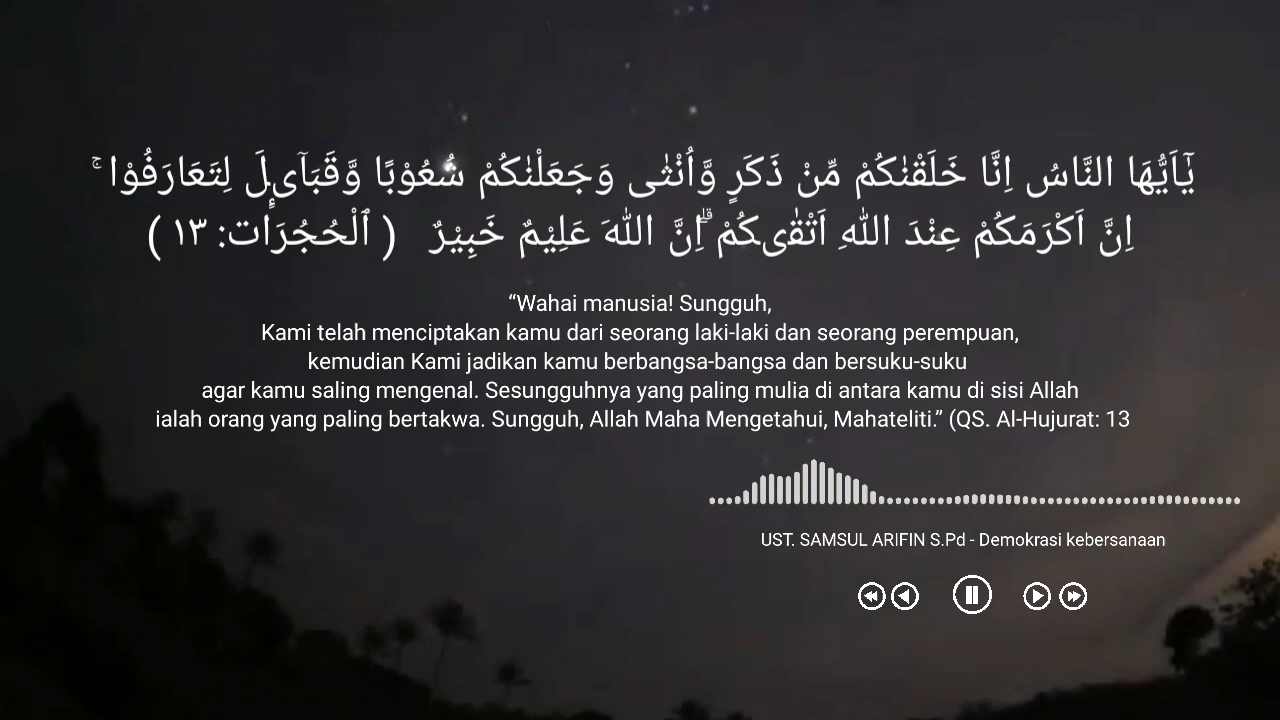 يٰٓاَيُّهَا النَّاسُ اِنَّا خَلَقْنٰكُمْ مِّنْ ذَكَرٍ وَّاُنْثٰى وَجَعَلْنٰكُمْ شُعُوْبًا وَّقَبَاۤىِٕلَ لِتَعَارَفُوْا ۚ
اِنَّ اَكْرَمَكُمْ عِنْدَ اللّٰهِ اَتْقٰىكُمْ ۗاِنَّ اللّٰهَ عَلِيْمٌ خَبِيْرٌ ( ٱلْحُجُرَات: ١٣ )
“Wahai manusia! Sungguh,
Kami telah menciptakan kamu dari seorang laki-laki dan seorang perempuan,
kemudian Kami jadikan kamu berbangsa-bangsa dan bersuku-suku
agar kamu saling mengenal. Sesungguhnya yang paling mulia di antara kamu di sisi Allah
ialah orang yang paling bertakwa. Sungguh, Allah Maha Mengetahui, Mahateliti.” (QS. Al-Hujurat: 13
UST. SAMSUL ARIFIN S.Pd - Demokrasi kebersanaan